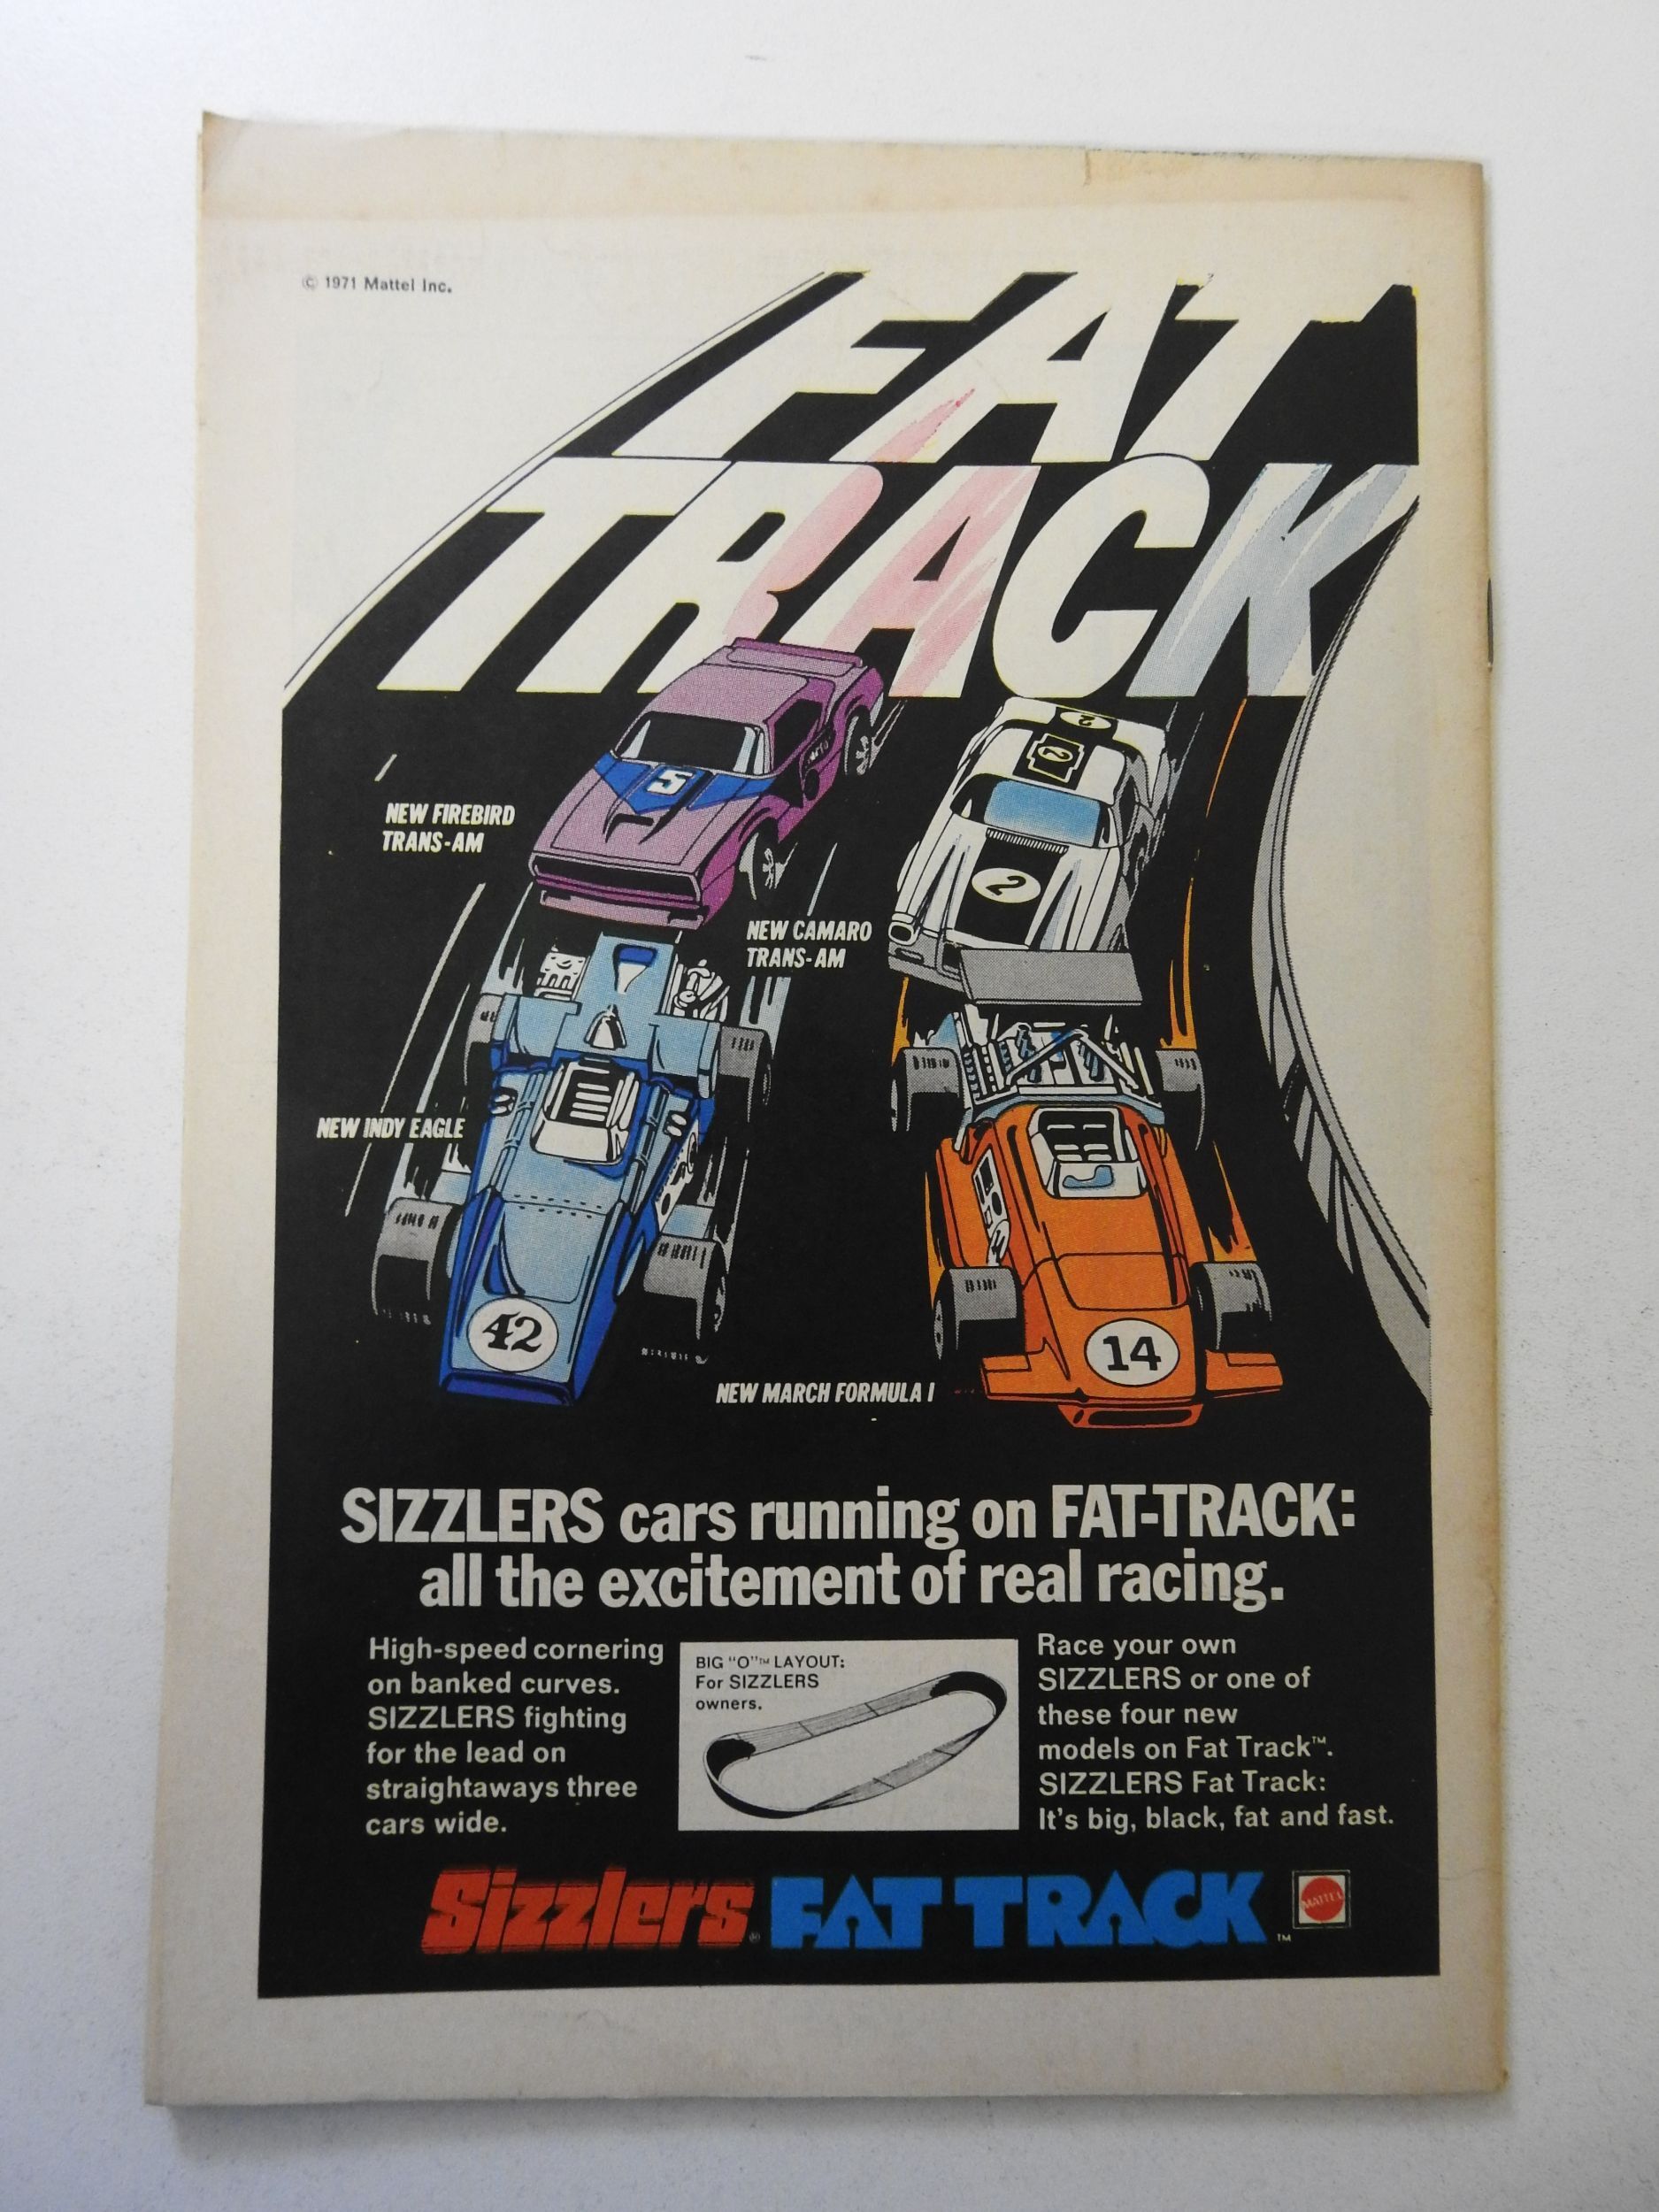 © 1971 Mattel Inc.
FAT
TRACK
5
2
2
2
NEW FIREBIRD
TRANS-AM
NEW CAMARO
TRANS-AM
NEW INDY EAGLE
42
14
NEW MARCH FORMULA I
SIZZLERS cars running on FAT-TRACK:
all the excitement of real racing.
High-speed cornering
on banked curves.
SIZZLERS fighting
for the lead on
straightaways three
cars wide.
BIG "O"™ LAYOUT:
For SIZZLERS
owners.
Race your own
SIZZLERS or one of
these four new
models on Fat Track™.
SIZZLERS Fat Track:
It's big, black, fat and fast.
Sizzlers® FAT TRACK™
MATTEL